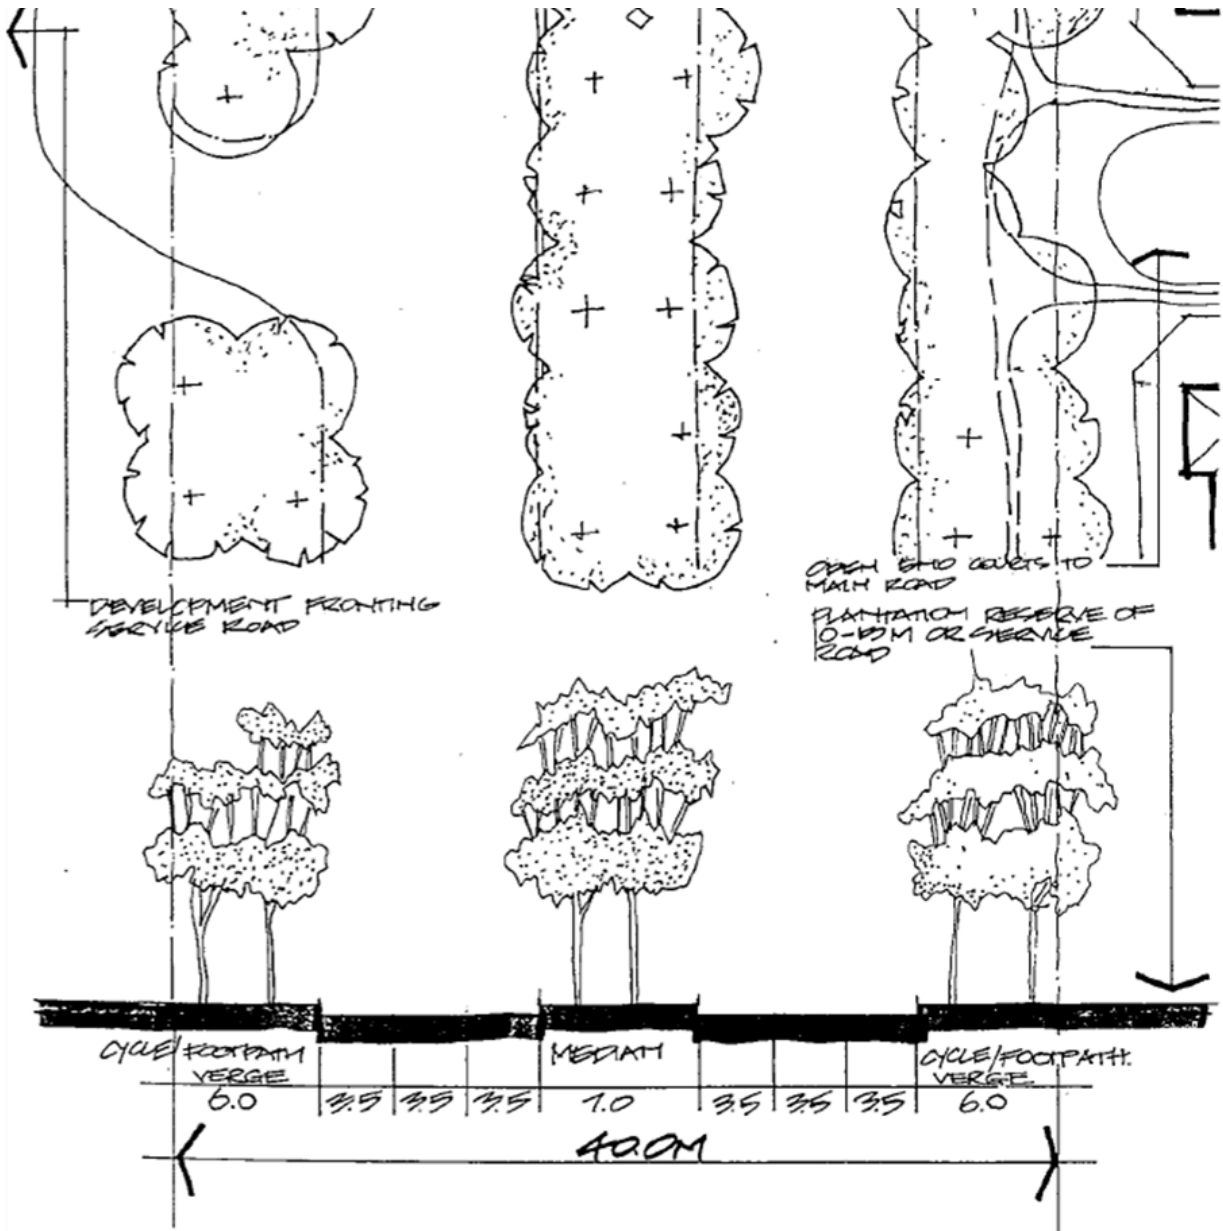 DEVELOPMENT FRONTING
SERVICE ROAD
OPEN END COURTS TO
MAIN ROAD
PLANTATION RESERVE OF
OR SERVICE
ROAD
CYCLE/FOOTPATH
VERGE
MEDIAN
CYCLE/FOOTPATH.
VERGE
6.0 3.5 3.5 3.5 7.0 3.5 3.5 3.5 6.0
40.0M